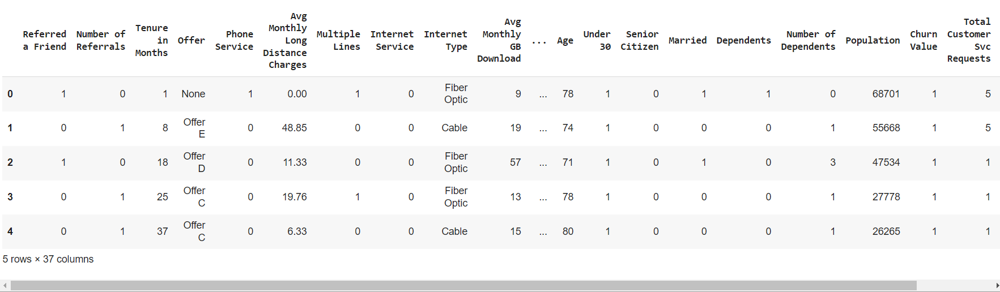 Referred a Friend Number of Referrals Tenure in Months Offer Phone Service Avg Monthly Long Distance Charges Multiple Lines Internet Service Internet Type Avg Monthly GB Download ... Age Under 30 Senior Citizen Married Dependents Number of Dependents Population Churn Value Total Customer Svc Requests
0 1 0 1 None 1 0.00 1 0 Fiber Optic 9 ... 78 1 0 1 1 0 68701 1 5
1 0 1 8 Offer E 0 48.85 0 0 Cable 19 ... 74 1 0 0 0 1 55668 1 5
2 1 0 18 Offer D 0 11.33 0 0 Fiber Optic 57 ... 71 1 0 1 0 3 47534 1 1
3 0 1 25 Offer C 0 19.76 1 0 Fiber Optic 13 ... 78 1 0 0 0 1 27778 1 1
4 0 1 37 Offer C 0 6.33 0 0 Cable 15 ... 80 1 0 0 0 1 26265 1 1
5 rows × 37 columns